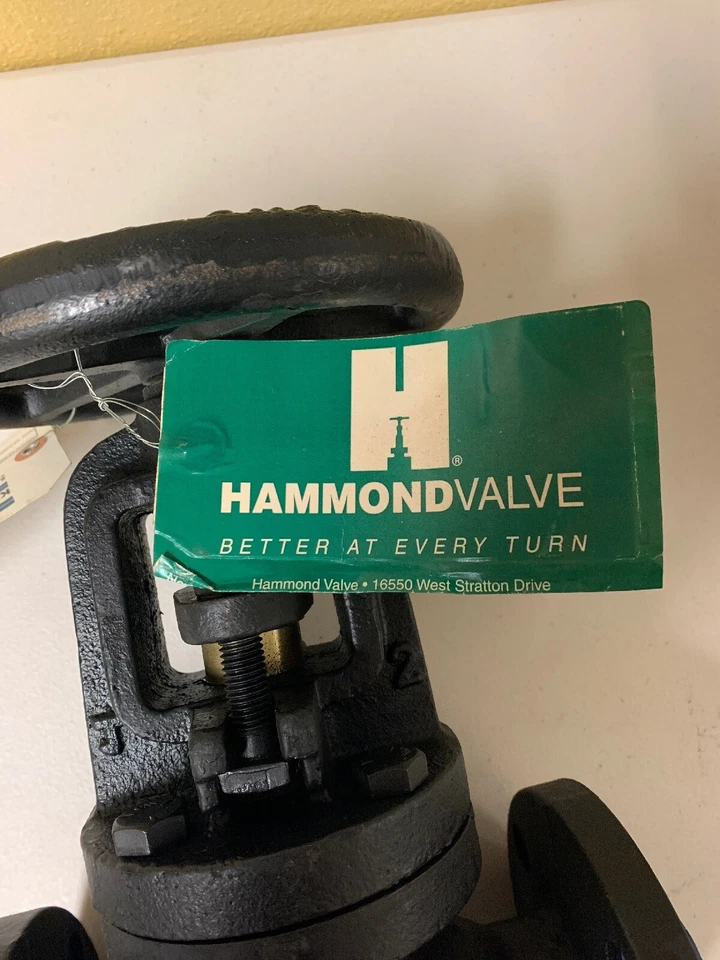 H
®
HAMMONDVALVE
BETTER AT EVERY TURN
Hammond Valve • 16550 West Stratton Drive